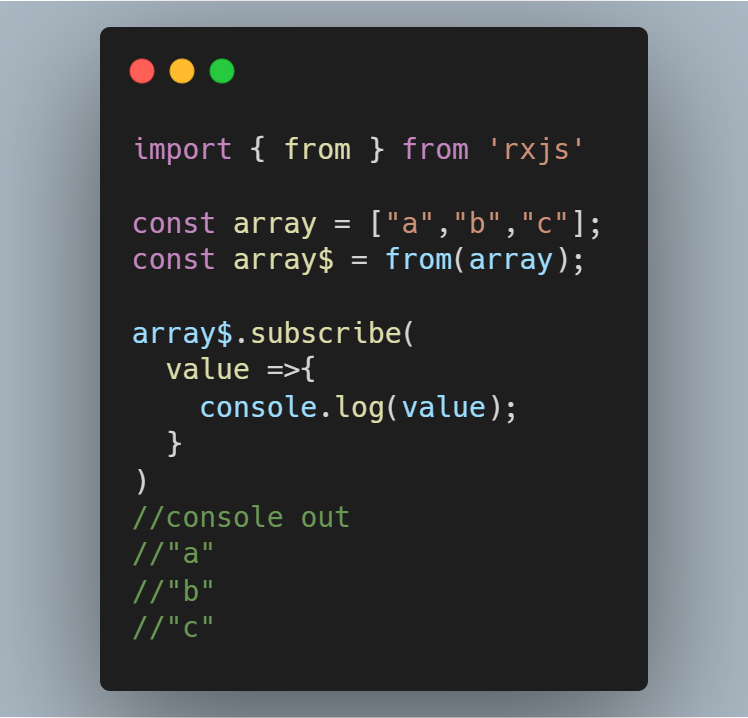 import { from } from 'rxjs'

const array = ["a","b","c"];
const array$ = from(array);

array$.subscribe(
  value =>{
    console.log(value);
  }
)
//console out
//"a"
//"b"
//"c"